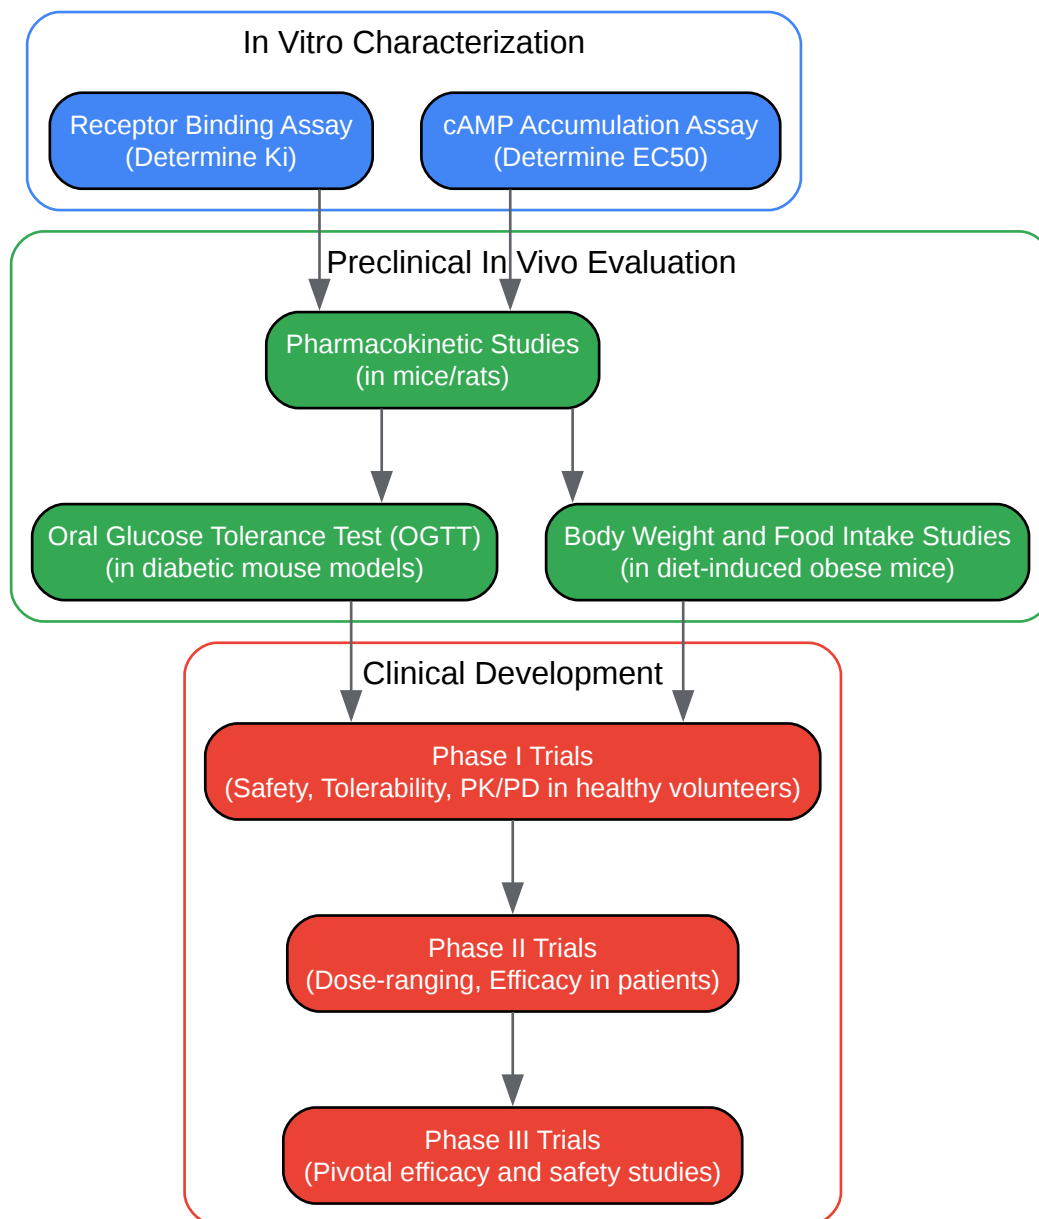 In Vitro Characterization
Receptor Binding Assay
(Determine Ki)
cAMP Accumulation Assay
(Determine EC50)
Preclinical In Vivo Evaluation
Pharmacokinetic Studies
(in mice/rats)
Oral Glucose Tolerance Test (OGTT)
(in diabetic mouse models)
Body Weight and Food Intake Studies
(in diet-induced obese mice)
Clinical Development
Phase I Trials
(Safety, Tolerability, PK/PD in healthy volunteers)
Phase II Trials
(Dose-ranging, Efficacy in patients)
Phase III Trials
(Pivotal efficacy and safety studies)